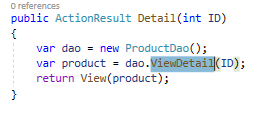 0 references
public ActionResult Detail(int ID)
{
    var dao = new ProductDao();
    var product = dao.ViewDetail(ID);
    return View(product);
}